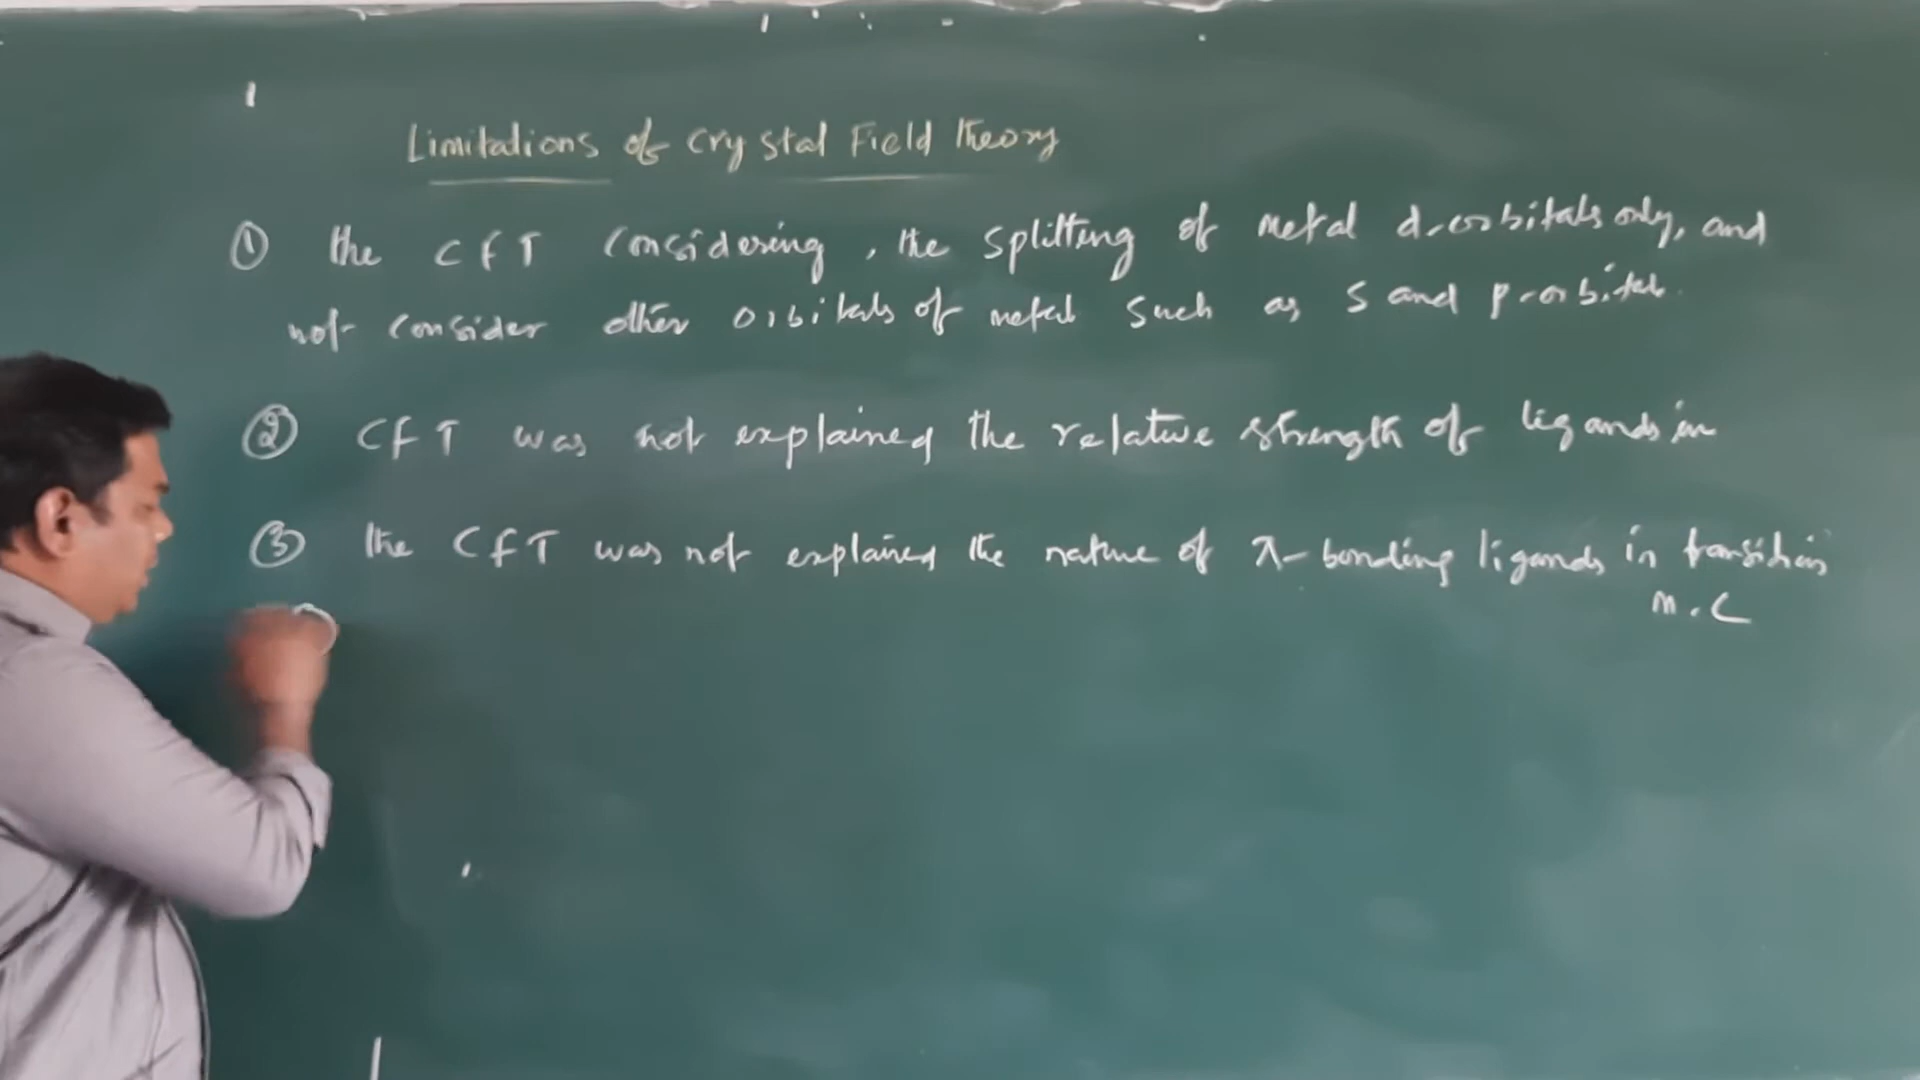 Limitations of Crystal Field theory
① the CFT Considering, the splitting of metal d-orbitals only, and
not consider other orbitals of metal such as s and p-orbitals.
② CFT was not explained the relative strength of ligands in
③ the CFT was not explained the nature of π-bonding ligands in transition
m.c